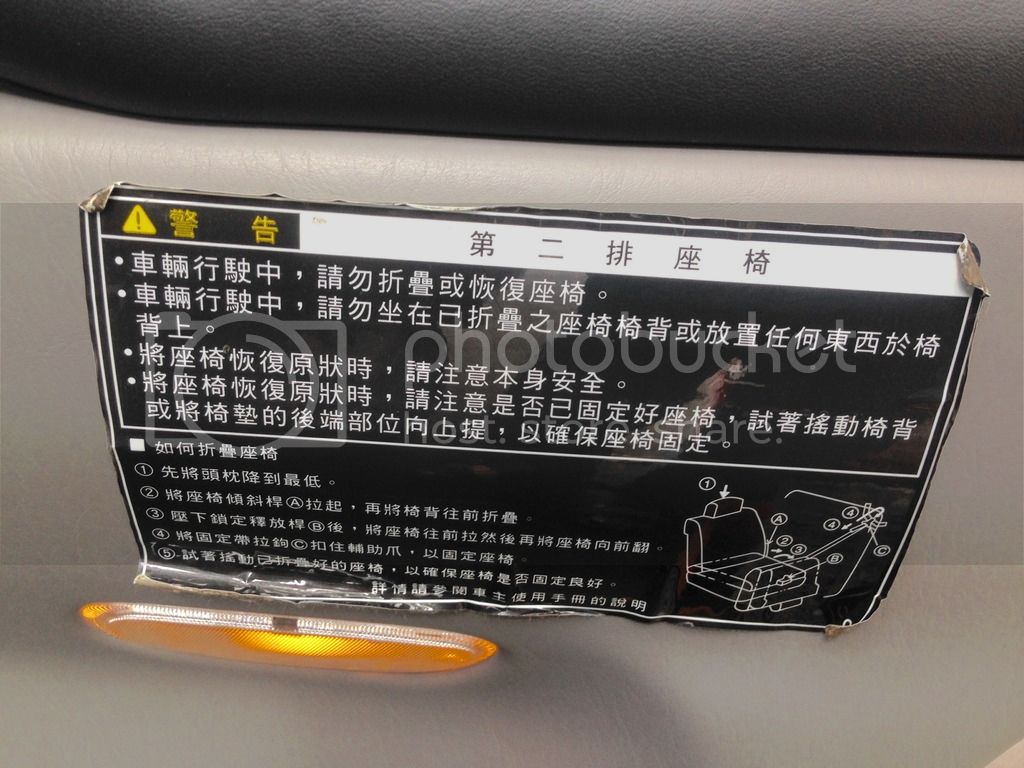 警告
第二排座椅
•車輛行駛中，請勿折疊或恢復座椅。
•車輛行駛中，請勿坐在已折疊之座椅椅背或放置任何東西於椅
背上。
•將座椅恢復原狀時，請注意本身安全。
•將座椅恢復原狀時，請注意是否已固定好座椅，試著搖動椅背
或將椅墊的後端部位向上提，以確保座椅固定。
■如何折疊座椅
①先將頭枕降到最低。
②將座椅傾斜桿Ⓐ拉起，再將椅背往前折疊。
③壓下鎖定釋放桿Ⓑ後，將座椅往前拉然後再將座椅向前翻。
④將固定帶拉鉤Ⓒ扣住輔助爪，以固定座椅。
⑤試著搖動已折疊好的座椅，以確保座椅是否固定良好。
詳情請參閱車主使用手冊的說明
① Ⓐ ② ③ Ⓑ ④ ④ Ⓒ
photobucket
host. store. share.